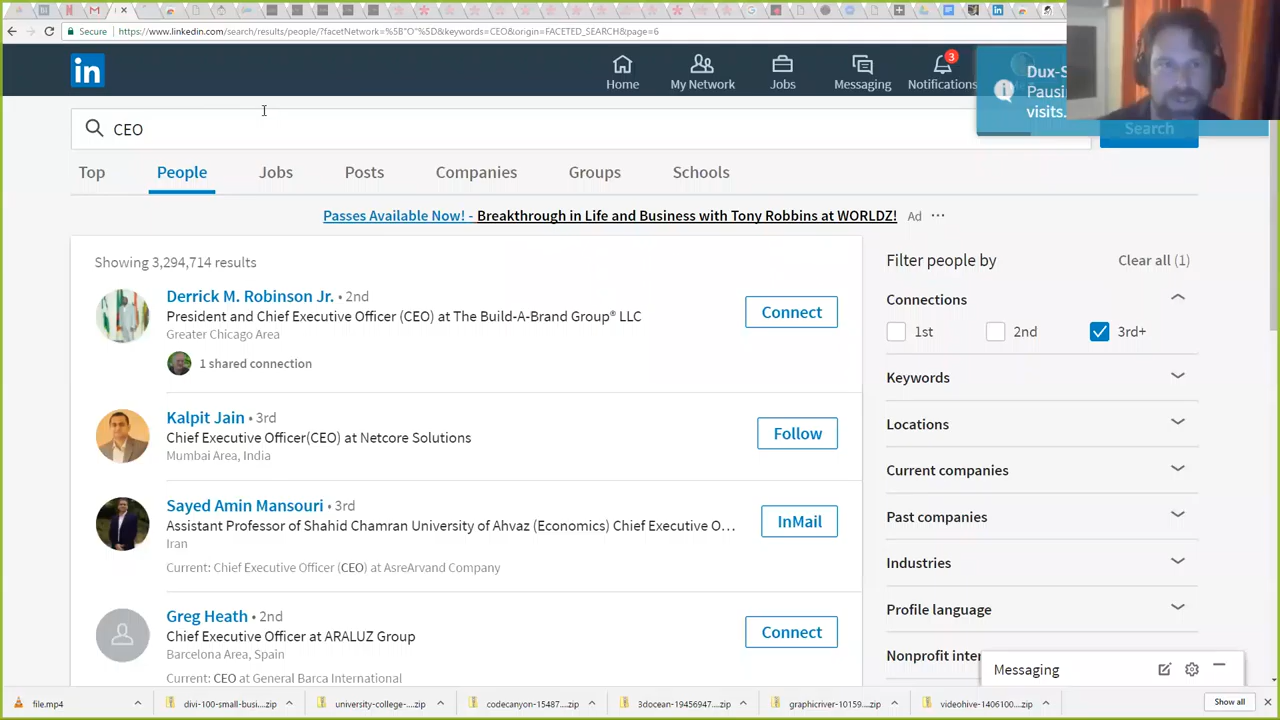 CEO
Secure
https://www.linkedin.com/search/results/people/?facetNetwork=%5B"O"%5D&keywords=CEO&origin=FACETED_SEARCH&page=6
in
Home
My Network
Jobs
Messaging
3
Notifications
Dux-S
Pausi
visits.
CEO
Search
Top
People
Jobs
Posts
Companies
Groups
Schools
Passes Available Now! - Breakthrough in Life and Business with Tony Robbins at WORLDZ! Ad ···
Showing 3,294,714 results
Derrick M. Robinson Jr. • 2nd
President and Chief Executive Officer (CEO) at The Build-A-Brand Group® LLC
Greater Chicago Area
1 shared connection
Connect
Kalpit Jain • 3rd
Chief Executive Officer(CEO) at Netcore Solutions
Mumbai Area, India
Follow
Sayed Amin Mansouri • 3rd
Assistant Professor of Shahid Chamran University of Ahvaz (Economics) Chief Executive O…
Iran
Current: Chief Executive Officer (CEO) at AsreArvand Company
InMail
Greg Heath • 2nd
Chief Executive Officer at ARALUZ Group
Barcelona Area, Spain
Current: CEO at General Barca International
Connect
Filter people by
Clear all (1)
Connections
1st
2nd
3rd+
Keywords
Locations
Current companies
Past companies
Industries
Profile language
Nonprofit inter
Messaging
file.mp4
divi-100-small-busi....zip
university-college-....zip
codecanyon-15487....zip
3docean-19456947....zip
graphicriver-10159....zip
videohive-1406100....zip
Show all